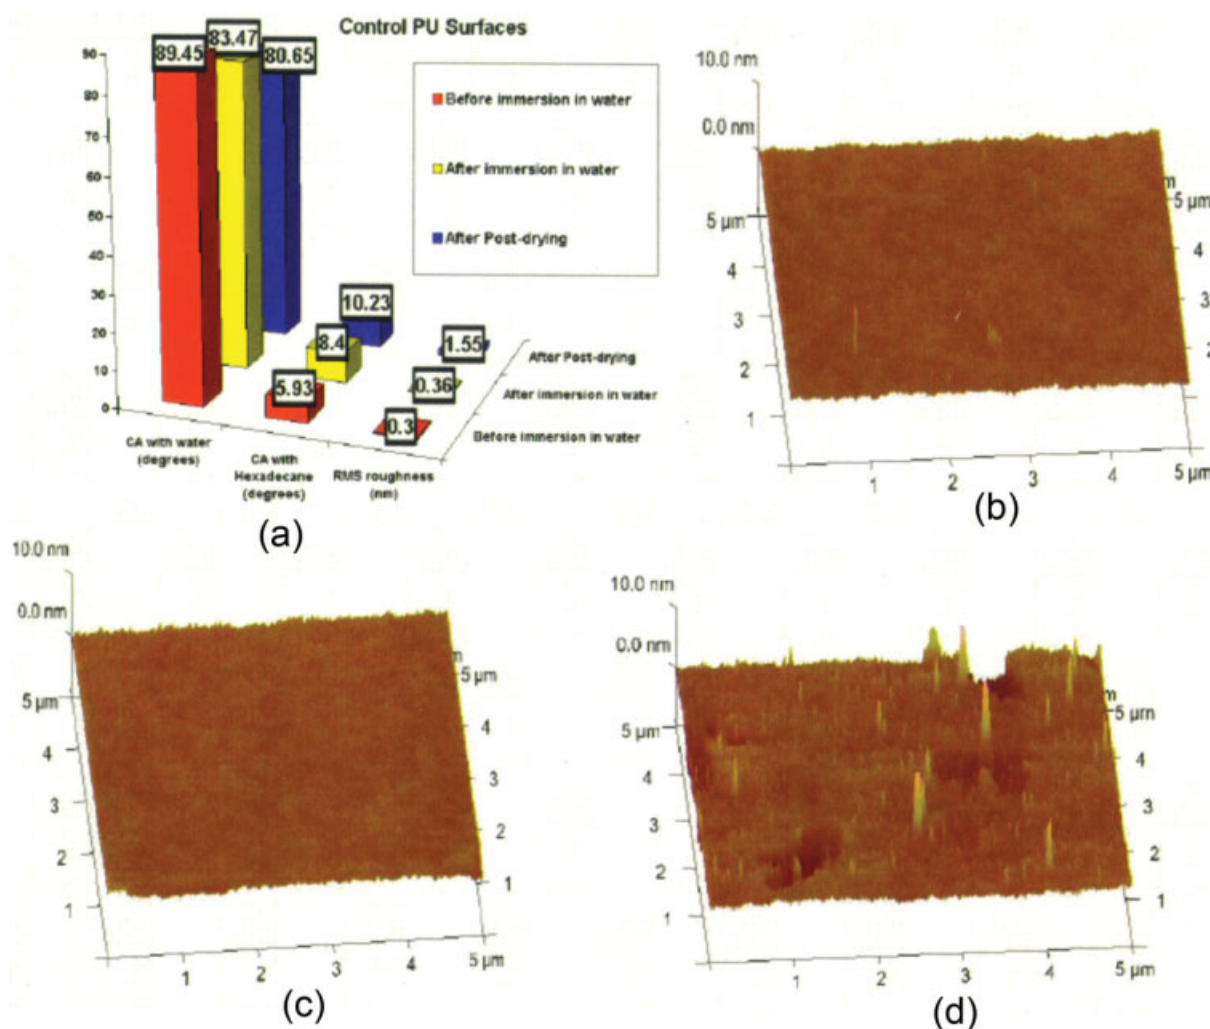 Control PU Surfaces
89.45
83.47
80.65
90
80
70
60
50
40
30
20
10
0
Before immersion in water
After immersion in water
After Post-drying
10.23
8.4
5.93
1.55
0.36
0.3
After Post-drying
After immersion in water
Before immersion in water
CA with water
(degrees)
CA with
Hexadecane
(degrees)
RMS roughness
(nm)
(a)
10.0 nm
0.0 nm
5 µm
4
3
2
1
m
5 µm
4
3
2
1
2
3
4
5 µm
(b)
10.0 nm
0.0 nm
5 µm
4
3
2
1
m
5 µm
4
3
2
1
1
2
3
4
5 µm
(c)
10.0 nm
0.0 nm
5 µm
4
3
2
1
m
5 µm
4
3
2
1
1
2
3
4
5 µm
(d)